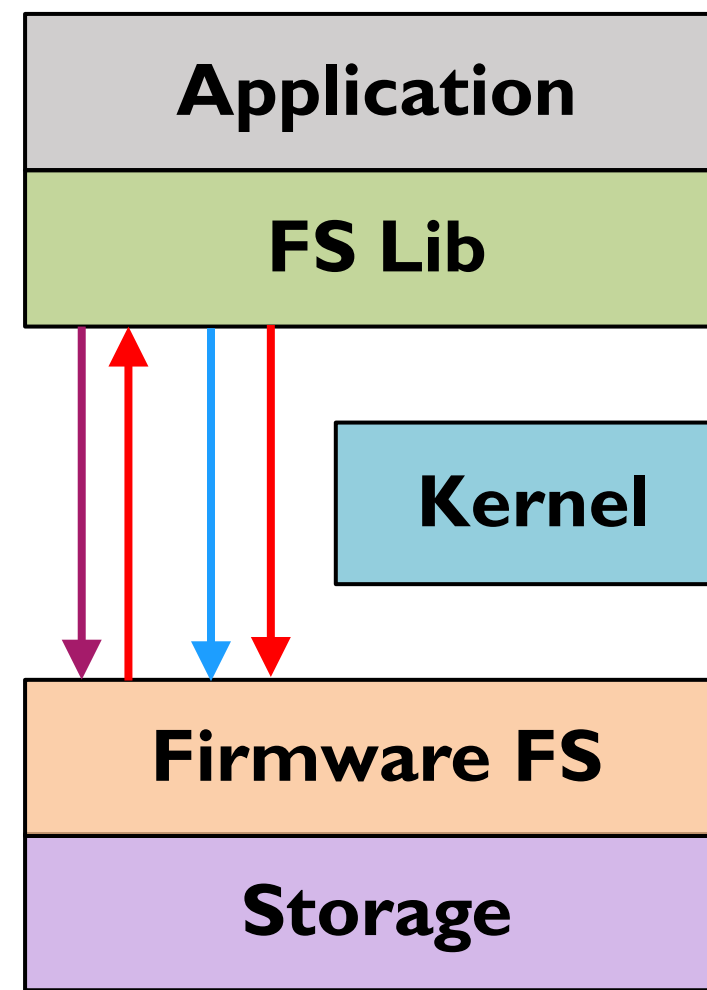 Application
FS Lib
Kernel
Firmware FS
Storage